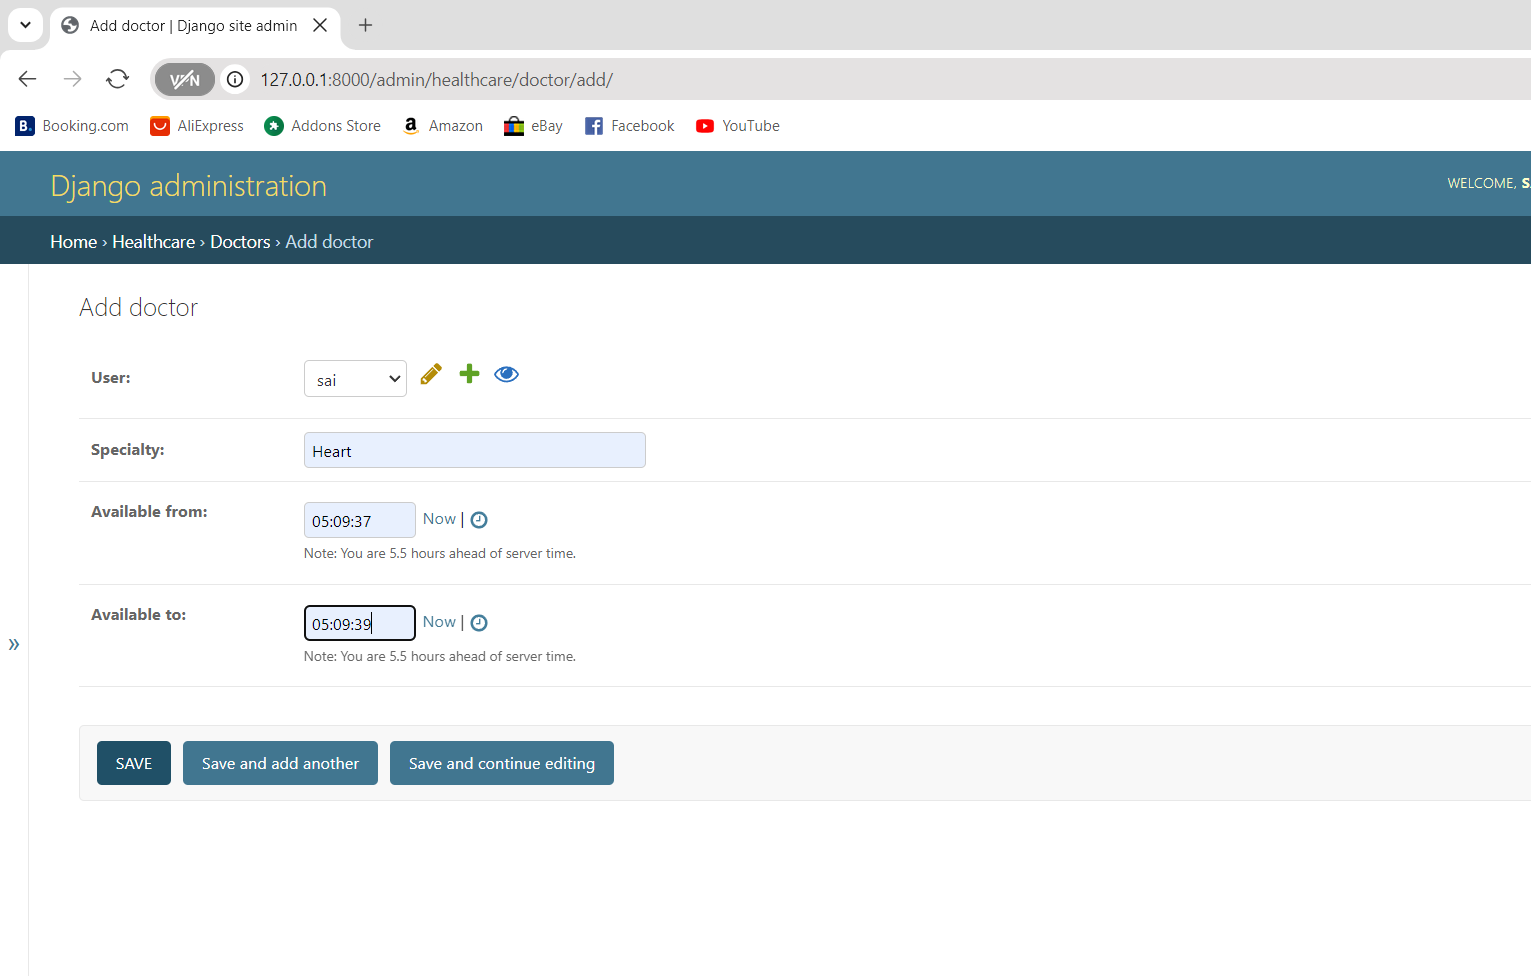 Add doctor | Django site admin
VPN
127.0.0.1:8000/admin/healthcare/doctor/add/
B. Booking.com AliExpress Addons Store a Amazon eBay Facebook YouTube
Django administration
WELCOME,
Home › Healthcare › Doctors › Add doctor
Add doctor
User: sai
Specialty: Heart
Available from: 05:09:37 Now |
Note: You are 5.5 hours ahead of server time.
Available to: 05:09:39 Now |
Note: You are 5.5 hours ahead of server time.
»
SAVE Save and add another Save and continue editing